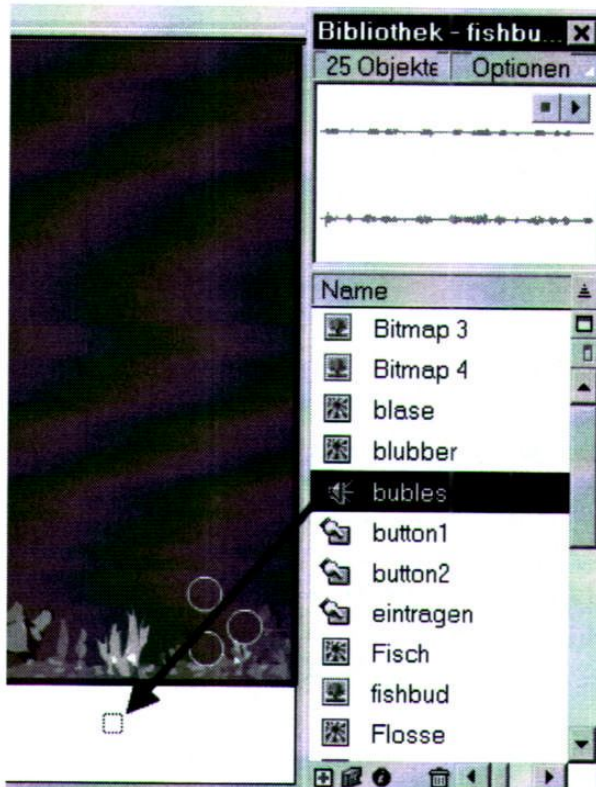 Bibliothek - fishbu...
25 Objekte Optionen
Name
Bitmap 3
Bitmap 4
blase
blubber
bubles
button1
button2
eintragen
Fisch
fishbud
Flosse